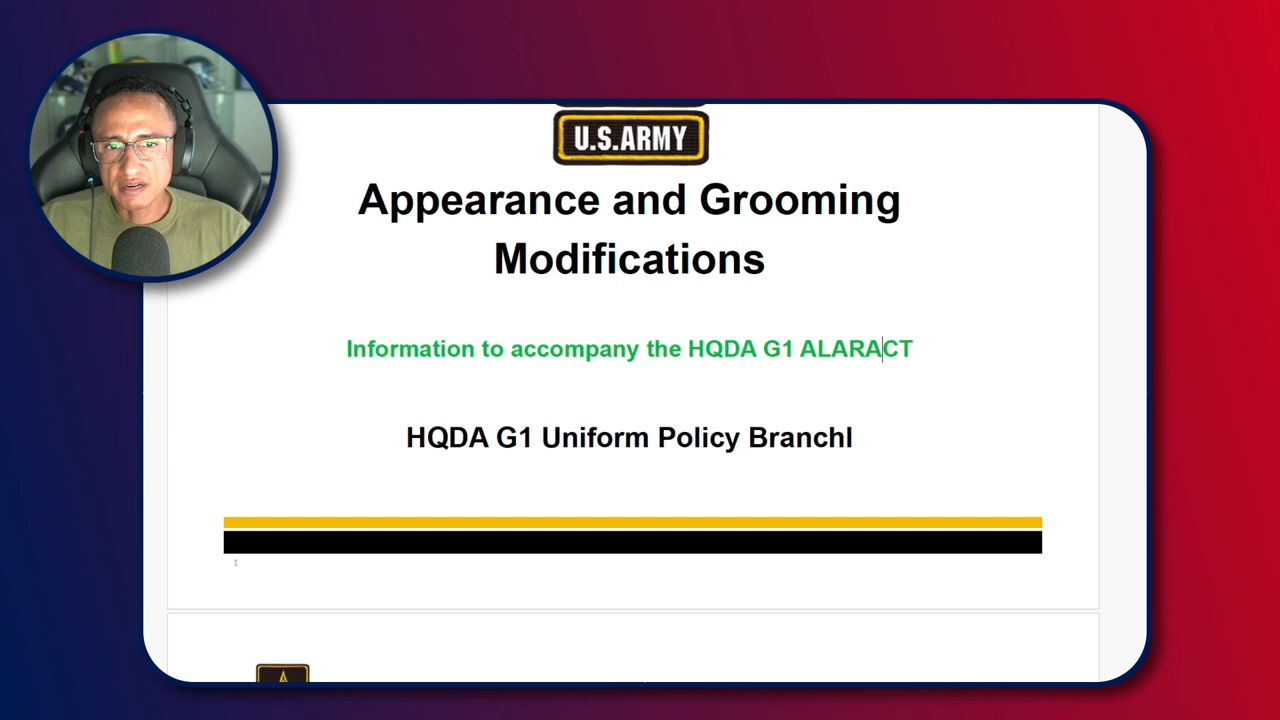 U.S.ARMY
Appearance and Grooming
Modifications
Information to accompany the HQDA G1 ALARACT
HQDA G1 Uniform Policy Branchl
1